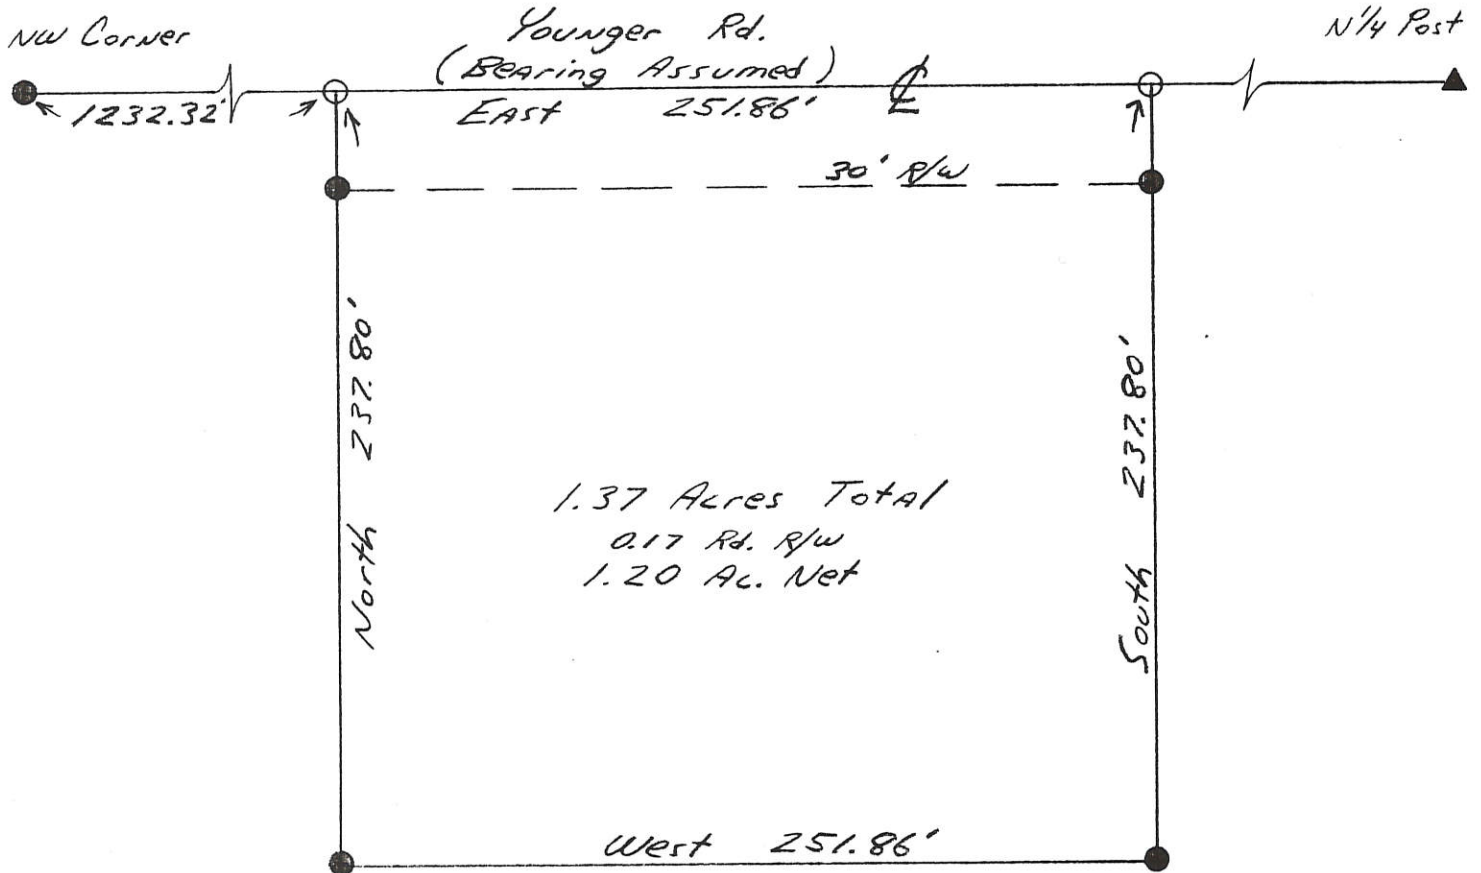 NW Corner
Younger Rd.
N 1/4 Post
(Bearing Assumed)
1232.32'
East 251.86' ℄
30' R/W
North 237.80'
South 237.80'
1.37 Acres Total
0.17 Rd. R/W
1.20 Ac. Net
West 251.86'